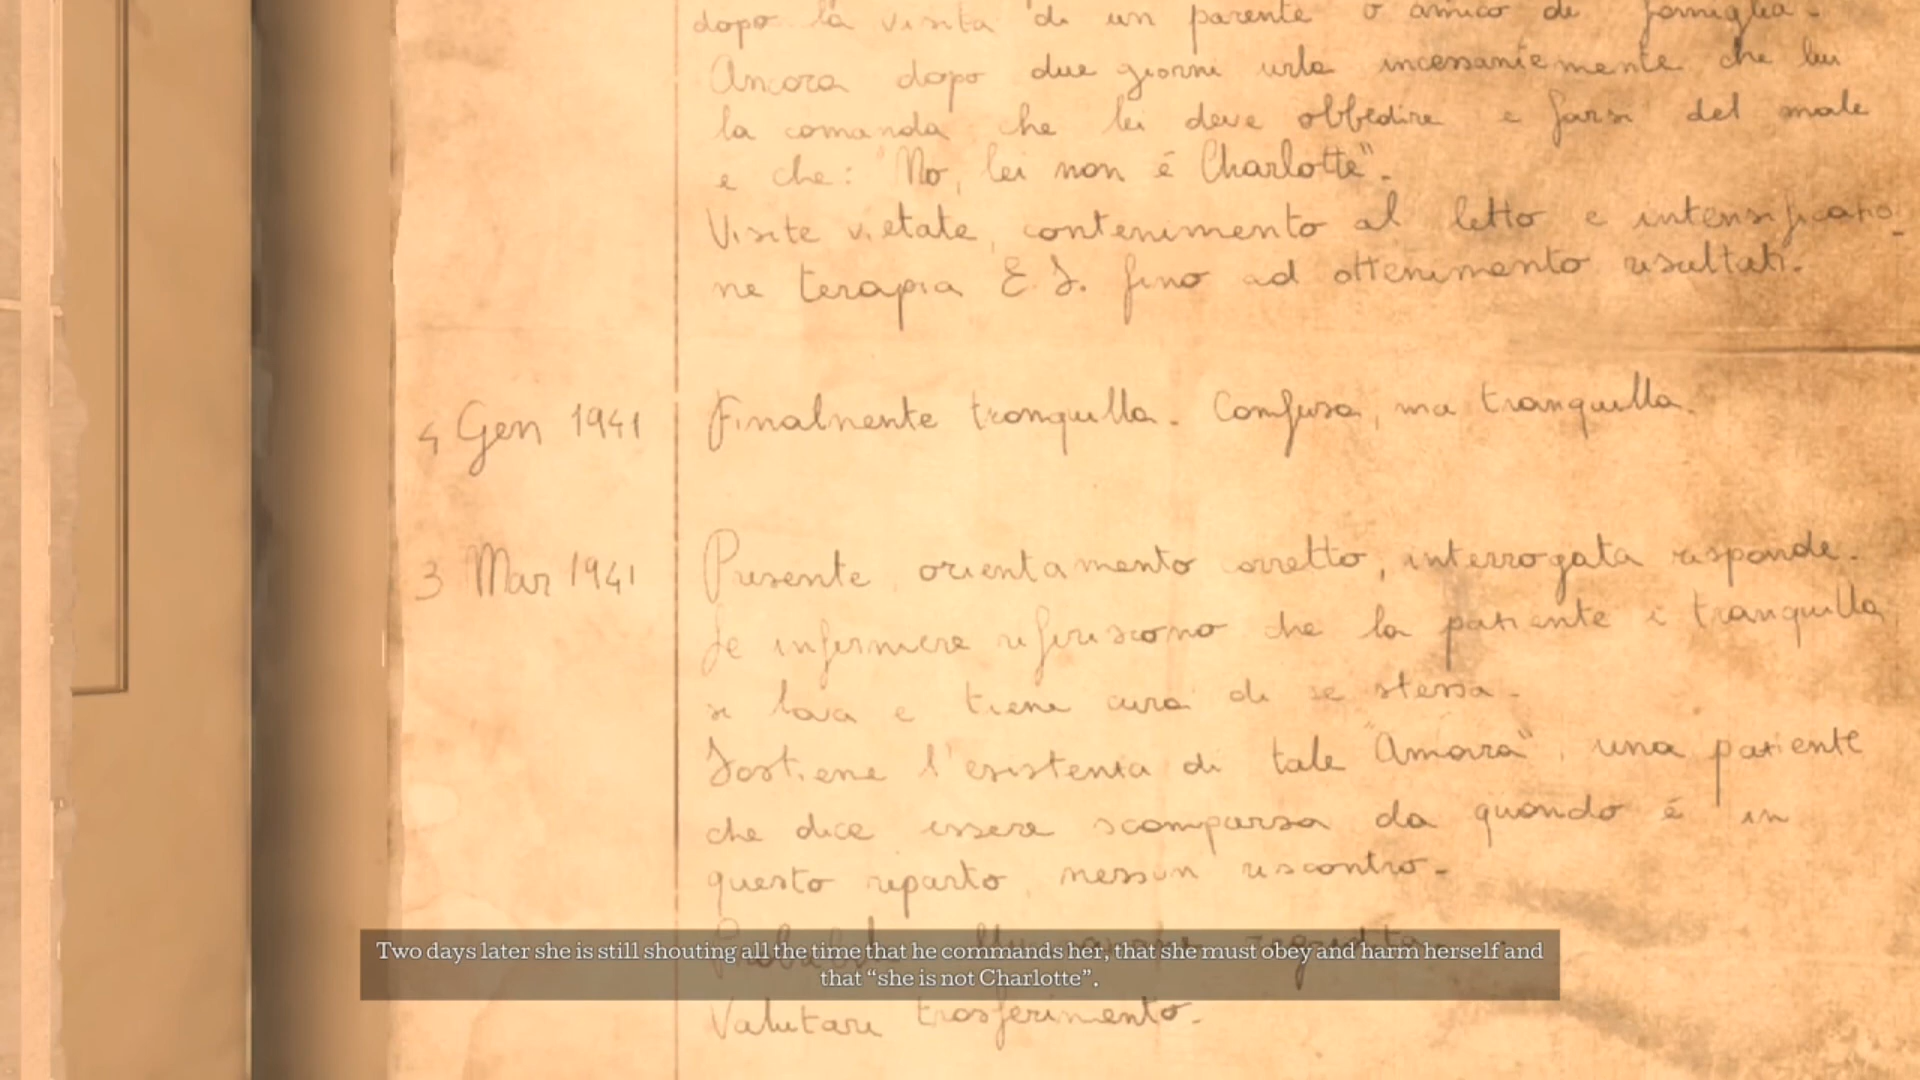 dopo la visita di un parente o amico di famiglia.
Ancora dopo due giorni urla incessantemente che lui
la comanda che lei deve obbedire e farsi del male
e che: "No, lei non é Charlotte".
Visite vietate, contenimento al letto e intensificazio-
ne terapia E.S. fino ad ottenimento risultati.
4 Gen 1941 Finalmente tranquilla. Confusa, ma tranquilla.
3 Mar 1941 Presente, orientamento corretto, interrogata risponde.
Le infermiere riferiscono che la paziente è tranquilla
si lava e tiene cura di se stessa.
Sostiene l'esistenza di tale "Amara", una paziente
che dice essere scomparsa da quando é in
questo reparto, nessun riscontro.
Two days later she is still shouting all the time that he commands her, that she must obey and harm herself and
that “she is not Charlotte”.
Valutare trasferimento.